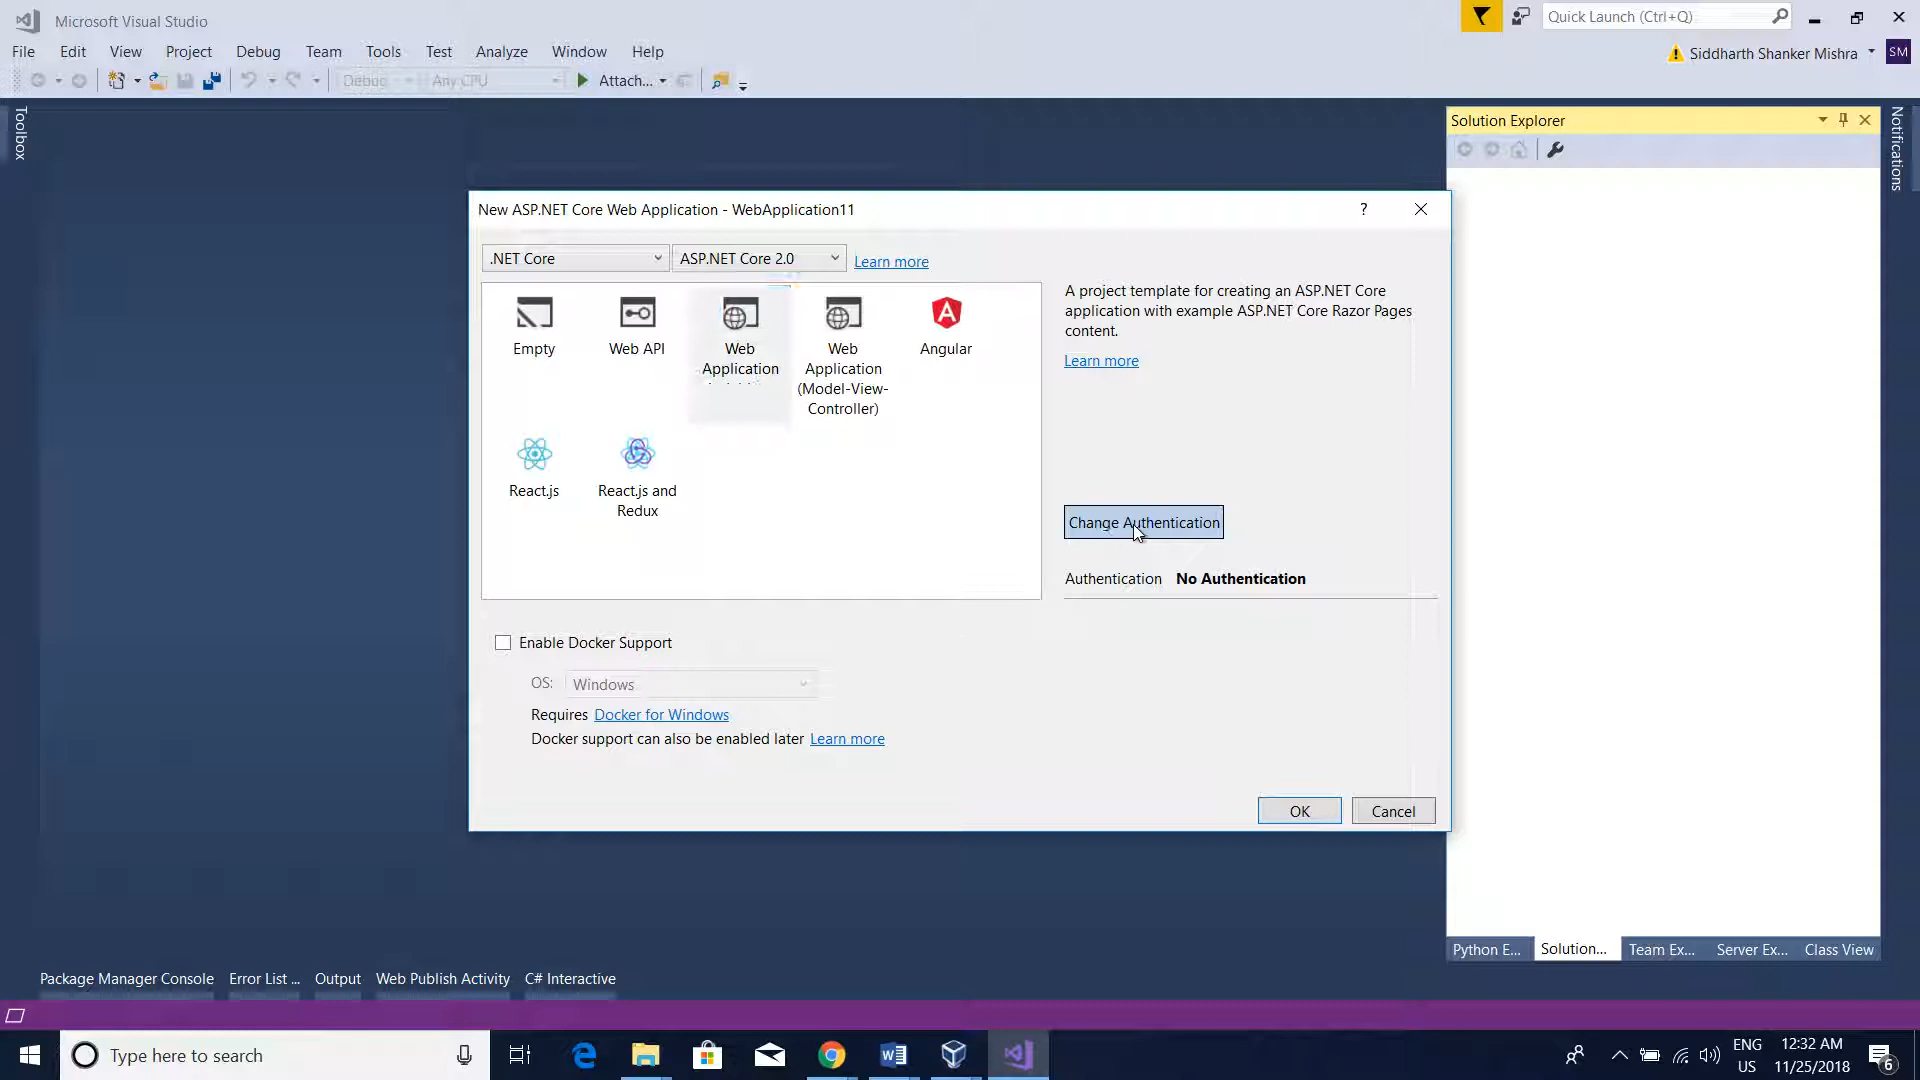 Microsoft Visual Studio
Quick Launch (Ctrl+Q)
File Edit View Project Debug Team Tools Test Analyze Window Help
Siddharth Shanker Mishra SM
Debug Any CPU Attach...
Toolbox
Solution Explorer
Notifications
New ASP.NET Core Web Application - WebApplication11
?
.NET Core ASP.NET Core 2.0 Learn more
Empty
Web API
Web
Application
Web
Application
(Model-View-
Controller)
Angular
React.js
React.js and
Redux
A project template for creating an ASP.NET Core
application with example ASP.NET Core Razor Pages
content.
Learn more
Change Authentication
Authentication No Authentication
Enable Docker Support
OS: Windows
Requires Docker for Windows
Docker support can also be enabled later Learn more
OK Cancel
Python E... Solution... Team Ex... Server Ex... Class View
Package Manager Console Error List ... Output Web Publish Activity C# Interactive
Type here to search
ENG
US
12:32 AM
11/25/2018
6